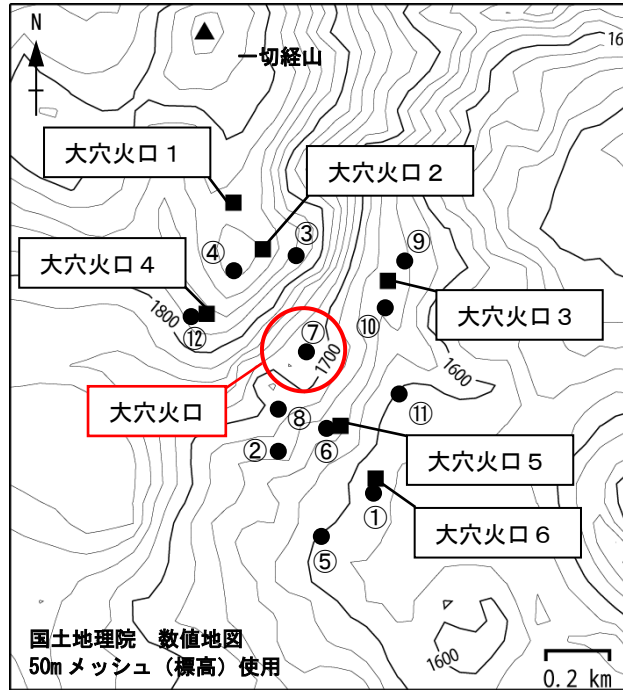 N
一切経山
16
大穴火口１
大穴火口２
③
④
⑨
大穴火口４
大穴火口３
1800
⑫
⑩
⑦
1700
1600
大穴火口
⑧
⑪
②
⑥
大穴火口５
①
大穴火口６
⑤
国土地理院　数値地図
50m メッシュ（標高）使用
1600
0.2 km